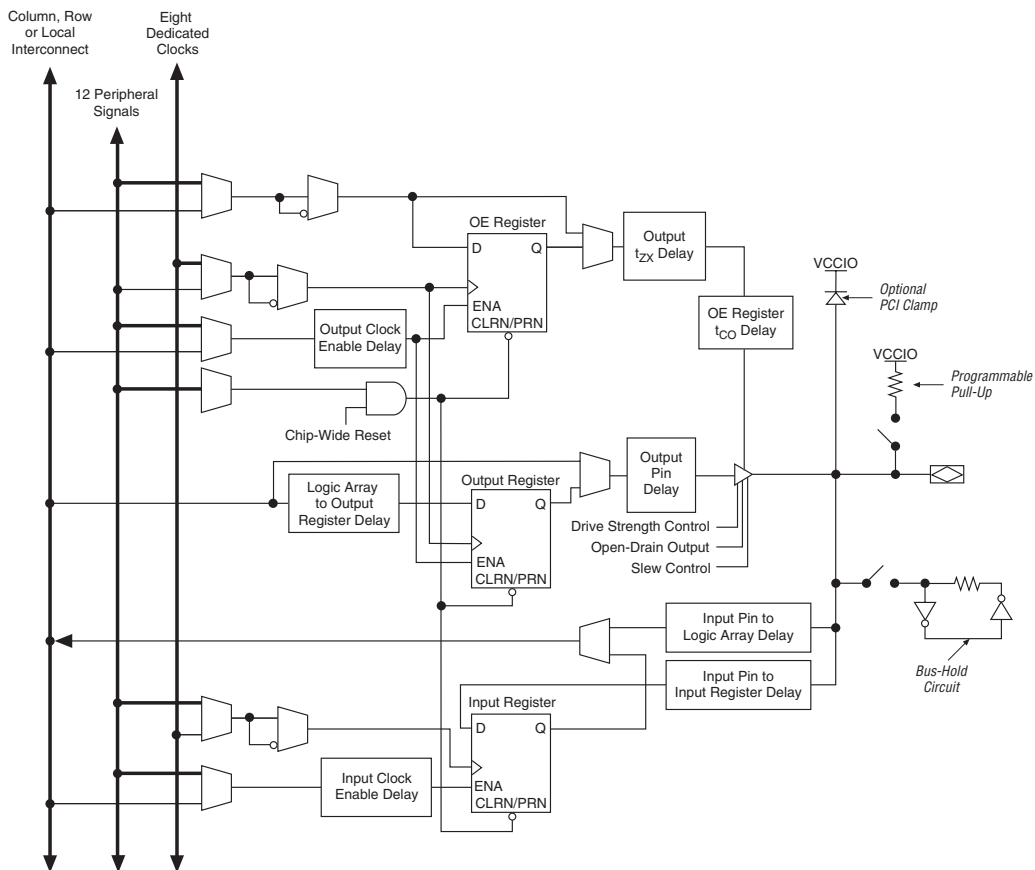 Column, Row
or Local
Interconnect
Eight
Dedicated
Clocks
12 Peripheral
Signals
OE Register
D
Q
ENA
CLRN/PRN
Output
tZX Delay
OE Register
tCO Delay
VCCIO
Optional
PCI Clamp
VCCIO
Programmable
Pull-Up
Output Clock
Enable Delay
Chip-Wide Reset
Logic Array
to Output
Register Delay
Output Register
D
Q
ENA
CLRN/PRN
Output
Pin
Delay
Drive Strength Control
Open-Drain Output
Slew Control
Input Pin to
Logic Array Delay
Input Pin to
Input Register Delay
Bus-Hold
Circuit
Input Register
D
Q
ENA
CLRN/PRN
Input Clock
Enable Delay